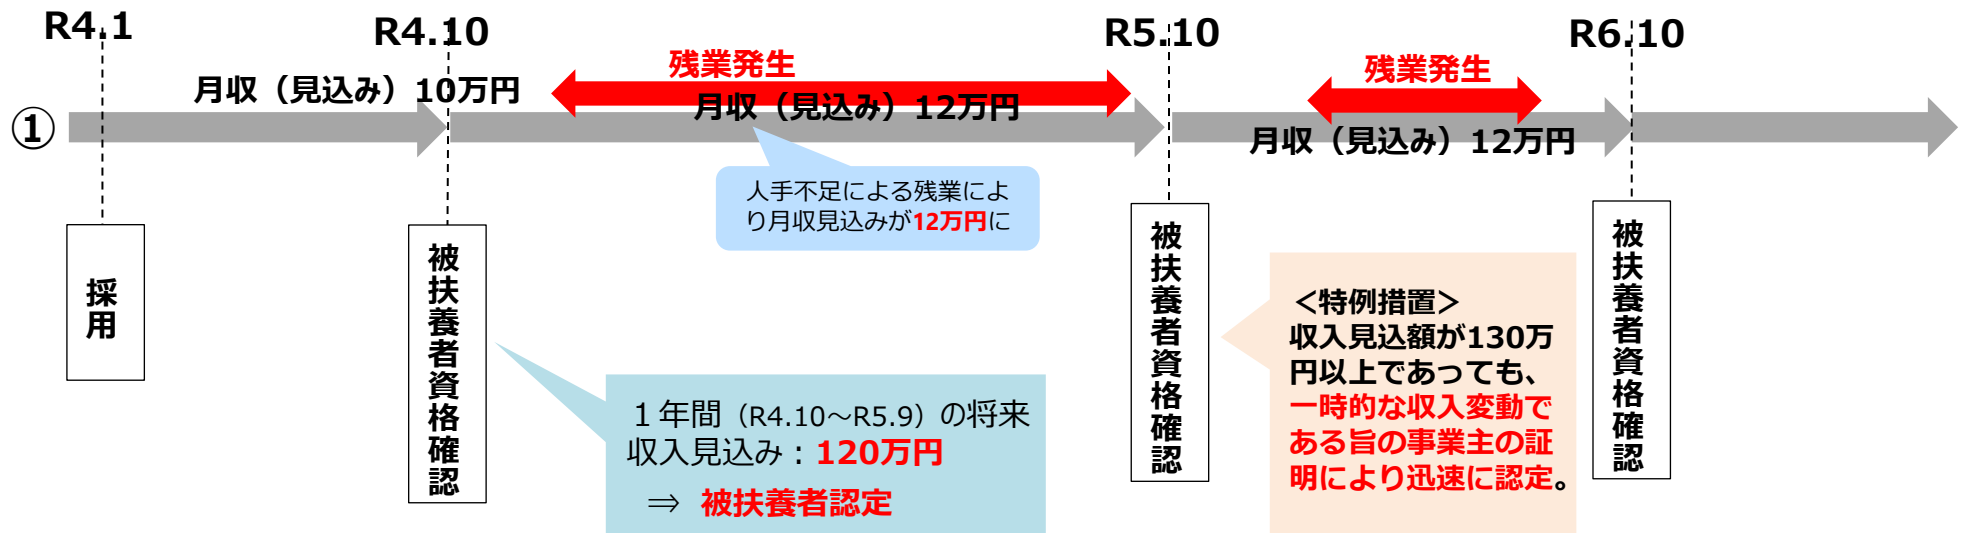 R4.1
R4.10
R5.10
R6.10
残業発生
残業発生
月収（見込み）10万円
月収（見込み）12万円
月収（見込み）12万円
①
人手不足による残業によ
り月収見込みが12万円に
採用
被扶養者資格確認
被扶養者資格確認
被扶養者資格確認
１年間（R4.10～R5.9）の将来
収入見込み：120万円
⇒ 被扶養者認定
＜特例措置＞
収入見込額が130万
円以上であっても、
一時的な収入変動で
ある旨の事業主の証
明により迅速に認定。